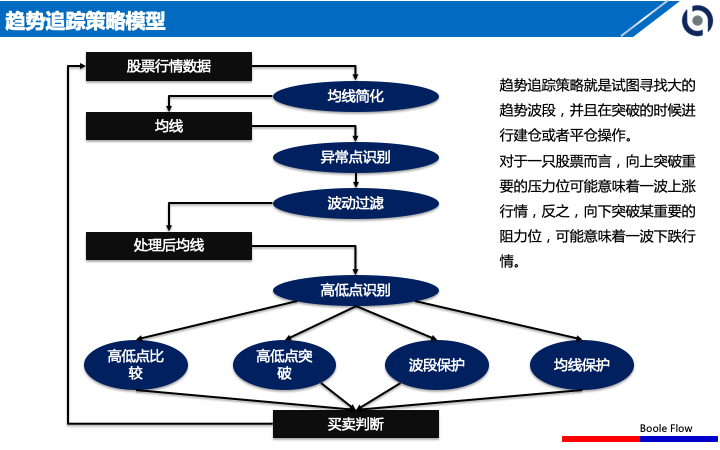 趋势追踪策略模型
股票行情数据
均线简化
均线
异常点识别
波动过滤
处理后均线
高低点识别
高低点比
较
高低点突
破
波段保护
均线保护
买卖判断
趋势追踪策略就是试图寻找大的
趋势波段，并且在突破的时候进
行建仓或者平仓操作。
对于一只股票而言，向上突破重
要的压力位可能意味着一波上涨
行情，反之，向下突破某重要的
阻力位，可能意味着一波下跌行
情。
Boole Flow